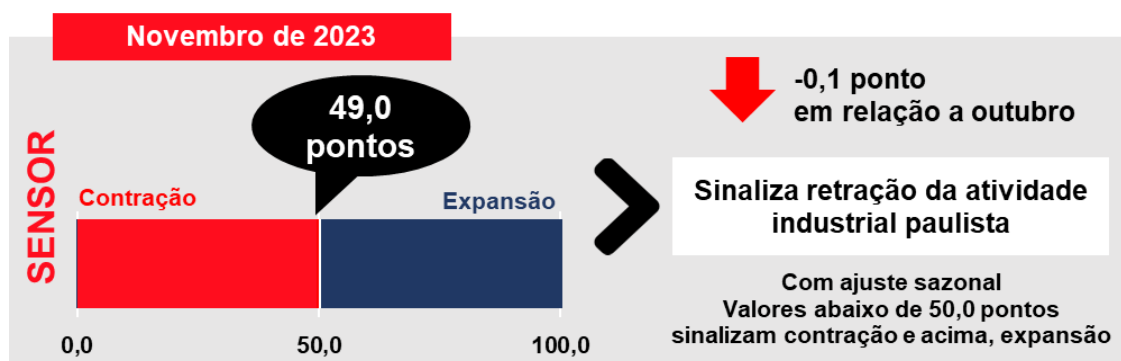 Novembro de 2023
SENSOR
49,0
pontos
Contração
Expansão
0,0
50,0
100,0
-0,1 ponto
em relação a outubro
Sinaliza retração da atividade
industrial paulista
Com ajuste sazonal
Valores abaixo de 50,0 pontos
sinalizam contração e acima, expansão